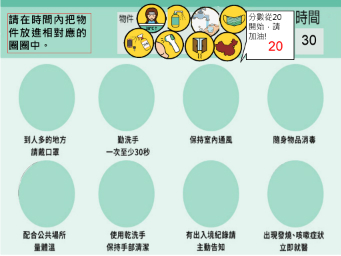 請在時間內把物
件放進相對應的
圈圈中。
物件
分數從20
開始，請
加油!
20
時間
30
到人多的地方
請戴口罩
勤洗手
一次至少30秒
保持室內通風
隨身物品消毒
配合公共場所
量體溫
使用乾洗手
保持手部清潔
有出入境紀錄請
主動告知
出現發燒、咳嗽症狀
立即就醫